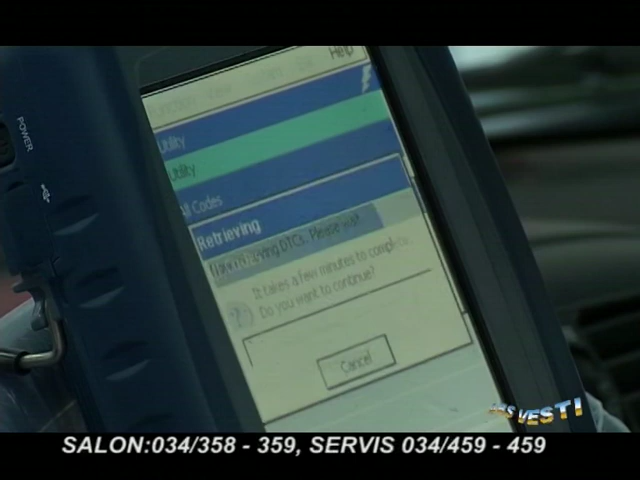 Help
POWER
Utility
Utility
All Codes
Retrieving
Now retrieving DTCs. Please wait
It takes a few minutes to complete.
Do you want to continue?
Cancel
VESTI
SALON:034/358 - 359, SERVIS 034/459 - 459